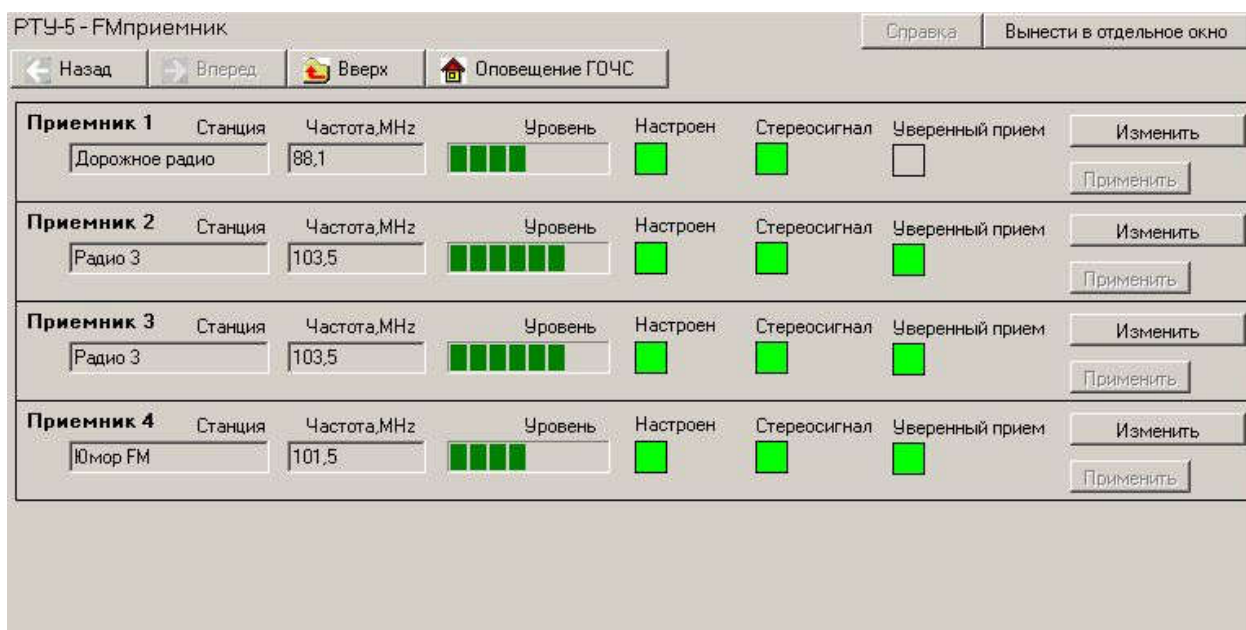 РТУ-5 - FMприемник
Справка Вынести в отдельное окно
Назад Вперед Вверх Оповещение ГОЧС
Приемник 1 Станция Частота,MHz Уровень Настроен Стереосигнал Уверенный прием Изменить
Дорожное радио 88,1
Применить
Приемник 2 Станция Частота,MHz Уровень Настроен Стереосигнал Уверенный прием Изменить
Радио 3 103,5
Применить
Приемник 3 Станция Частота,MHz Уровень Настроен Стереосигнал Уверенный прием Изменить
Радио 3 103,5
Применить
Приемник 4 Станция Частота,MHz Уровень Настроен Стереосигнал Уверенный прием Изменить
Юмор FM 101,5
Применить